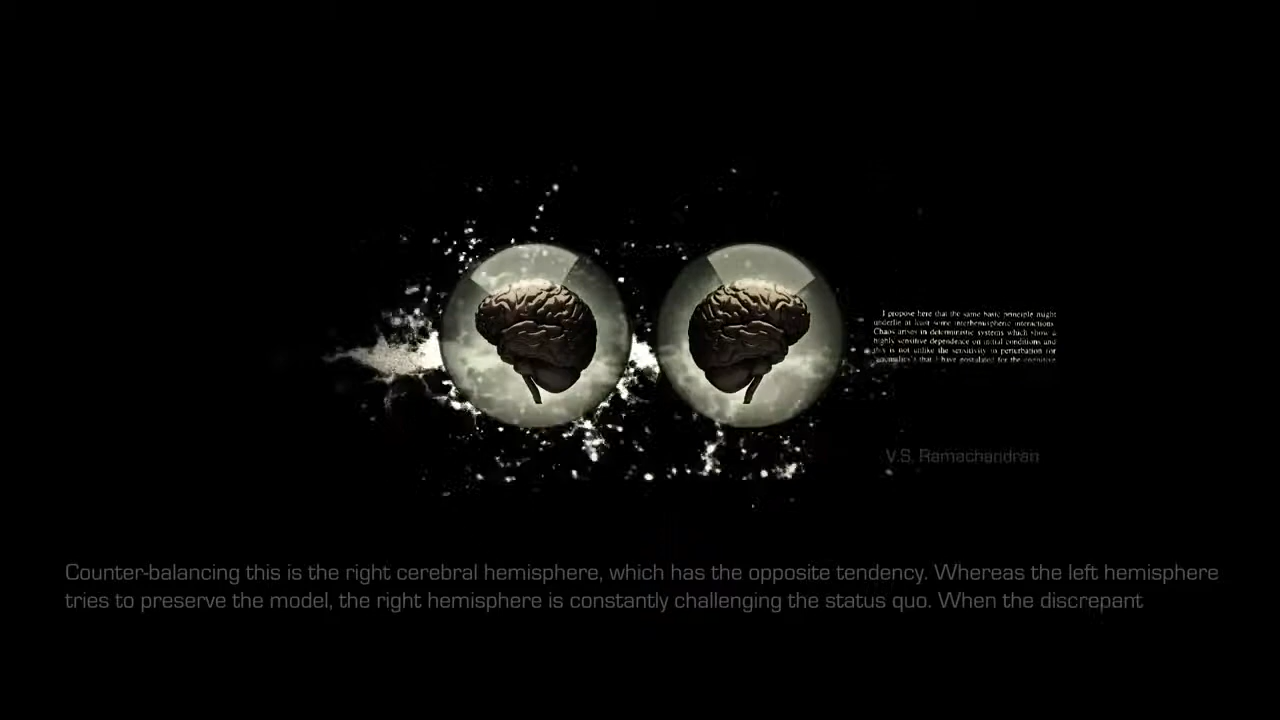 I propose here that the same basic principle might
underlie at least some interhemispheric interactions.
Chaos arises in deterministic systems which show a
highly sensitive dependence on initial conditions and
this is not unlike the sensitivity to perturbation (or
'anomalies') that I have postulated for the cognitive
V.S. Ramachandran
Counter-balancing this is the right cerebral hemisphere, which has the opposite tendency. Whereas the left hemisphere
tries to preserve the model, the right hemisphere is constantly challenging the status quo. When the discrepant